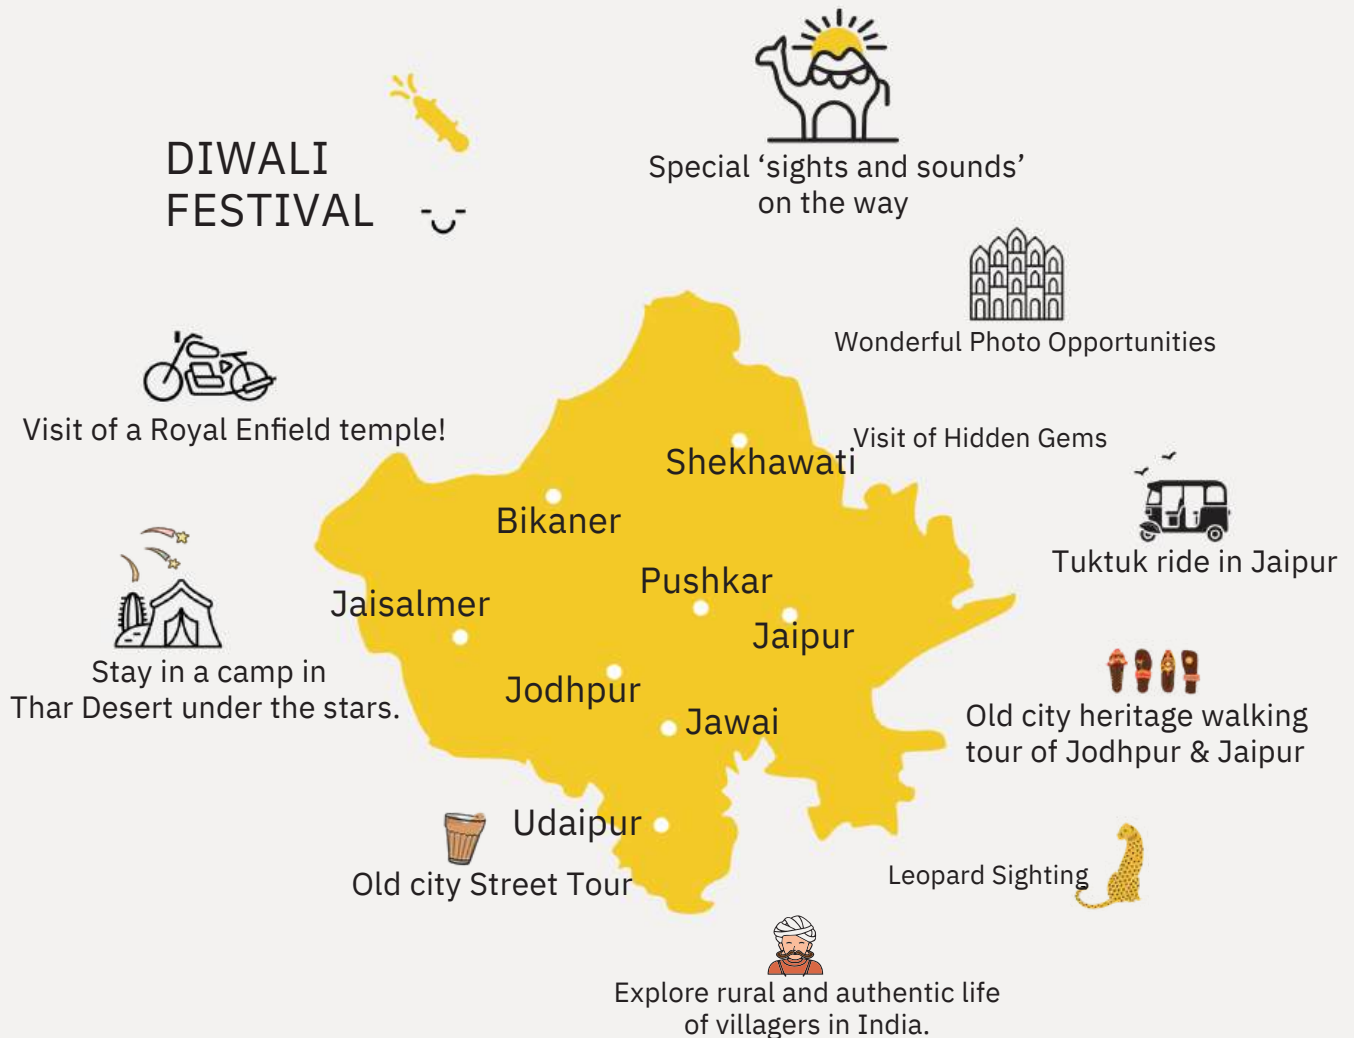 DIWALI
FESTIVAL
Special ‘sights and sounds’
on the way
Wonderful Photo Opportunities
Visit of a Royal Enfield temple!
Visit of Hidden Gems
Shekhawati
Bikaner
Tuktuk ride in Jaipur
Pushkar
Jaisalmer
Jaipur
Stay in a camp in
Thar Desert under the stars.
Jodhpur
Jawai
Old city heritage walking
tour of Jodhpur & Jaipur
Udaipur
Old city Street Tour
Leopard Sighting
Explore rural and authentic life
of villagers in India.